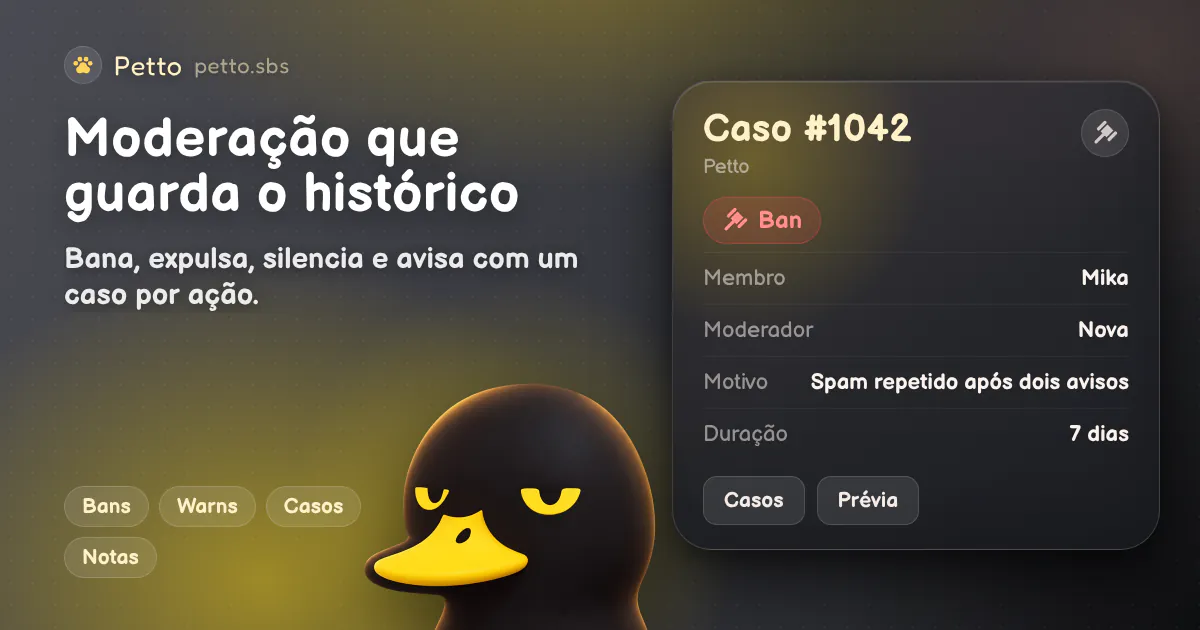 Petto petto.sbs
Moderação que
guarda o histórico
Bana, expulsa, silencia e avisa com um
caso por ação.
Bans Warns Casos
Notas
Caso #1042
Petto
Ban
Membro Mika
Moderador Nova
Motivo Spam repetido após dois avisos
Duração 7 dias
Casos Prévia